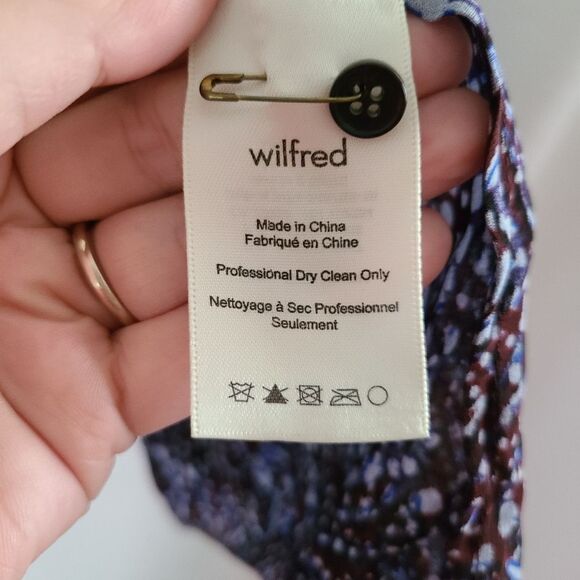 wilfred
Made in China
Fabriqué en Chine
Professional Dry Clean Only
Nettoyage à Sec Professionnel
Seulement